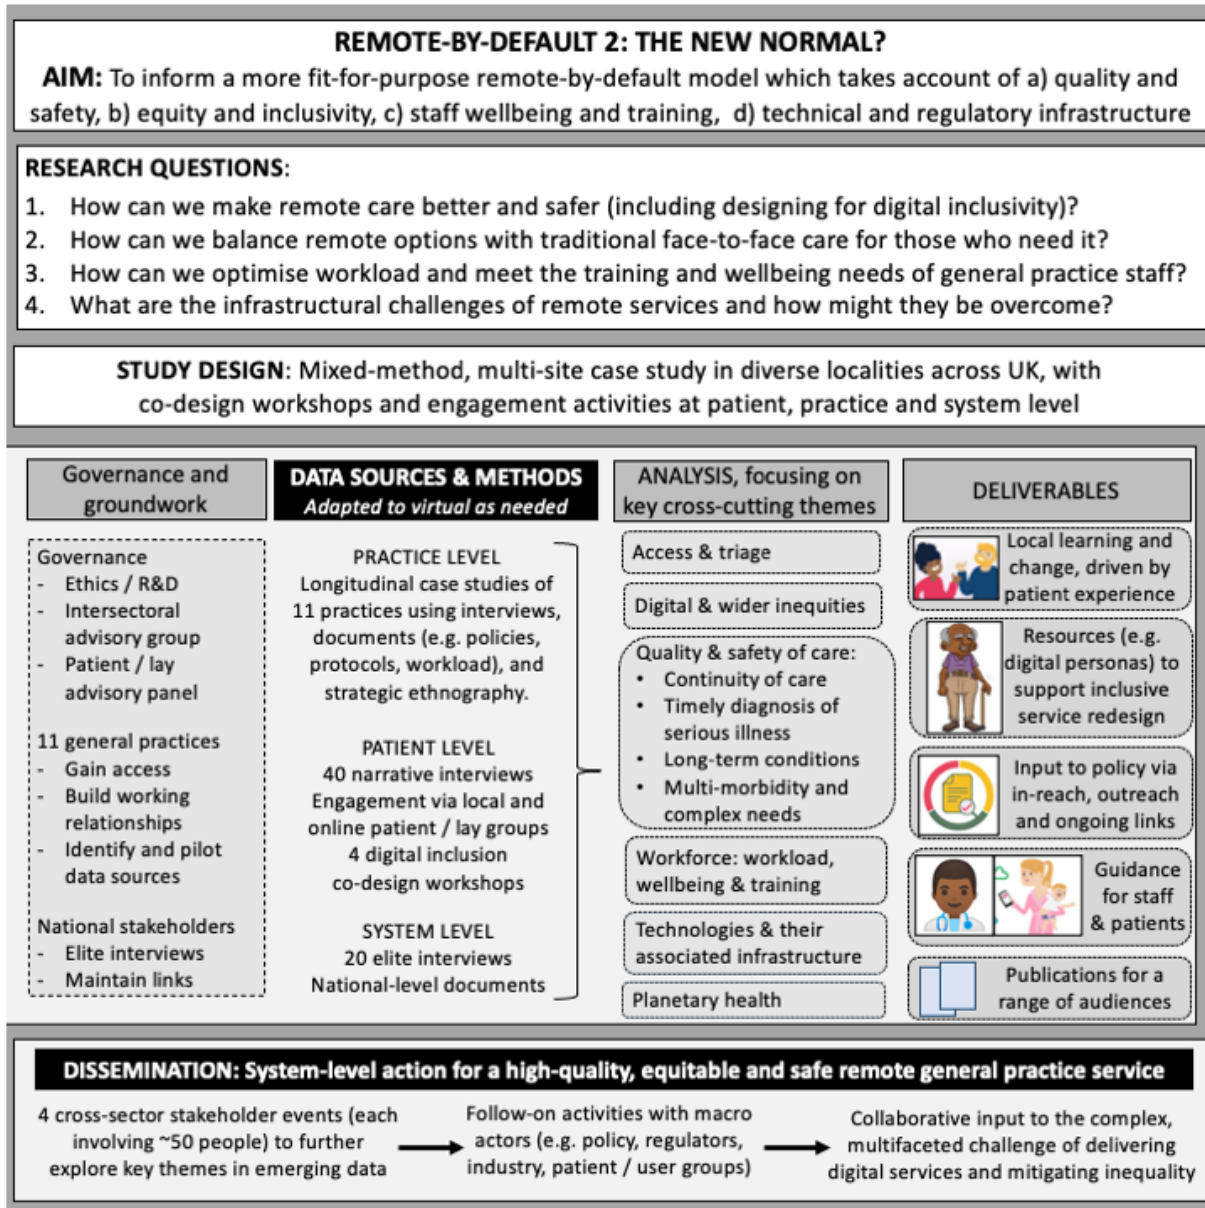 REMOTE-BY-DEFAULT 2: THE NEW NORMAL?
AIM: To inform a more fit-for-purpose remote-by-default model which takes account of a) quality and
safety, b) equity and inclusivity, c) staff wellbeing and training, d) technical and regulatory infrastructure
RESEARCH QUESTIONS:
1. How can we make remote care better and safer (including designing for digital inclusivity)?
2. How can we balance remote options with traditional face-to-face care for those who need it?
3. How can we optimise workload and meet the training and wellbeing needs of general practice staff?
4. What are the infrastructural challenges of remote services and how might they be overcome?
STUDY DESIGN: Mixed-method, multi-site case study in diverse localities across UK, with
co-design workshops and engagement activities at patient, practice and system level
Governance and
groundwork
Governance
- Ethics / R&D
- Intersectoral
advisory group
- Patient / lay
advisory panel
11 general practices
- Gain access
- Build working
relationships
- Identify and pilot
data sources
National stakeholders
- Elite interviews
- Maintain links
DATA SOURCES & METHODS
Adapted to virtual as needed
PRACTICE LEVEL
Longitudinal case studies of
11 practices using interviews,
documents (e.g. policies,
protocols, workload), and
strategic ethnography.
PATIENT LEVEL
40 narrative interviews
Engagement via local and
online patient / lay groups
4 digital inclusion
co-design workshops
SYSTEM LEVEL
20 elite interviews
National-level documents
ANALYSIS, focusing on
key cross-cutting themes
Access & triage
Digital & wider inequities
Quality & safety of care:
• Continuity of care
• Timely diagnosis of
serious illness
• Long-term conditions
• Multi-morbidity and
complex needs
Workforce: workload,
wellbeing & training
Technologies & their
associated infrastructure
Planetary health
DELIVERABLES
Local learning and
change, driven by
patient experience
Resources (e.g.
digital personas) to
support inclusive
service redesign
Input to policy via
in-reach, outreach
and ongoing links
Guidance
for staff
& patients
Publications for a
range of audiences
DISSEMINATION: System-level action for a high-quality, equitable and safe remote general practice service
4 cross-sector stakeholder events (each
involving ~50 people) to further
explore key themes in emerging data
Follow-on activities with macro
actors (e.g. policy, regulators,
industry, patient / user groups)
Collaborative input to the complex,
multifaceted challenge of delivering
digital services and mitigating inequality